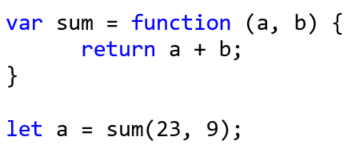 var sum = function (a, b) {
      return a + b;
}

let a = sum(23, 9);